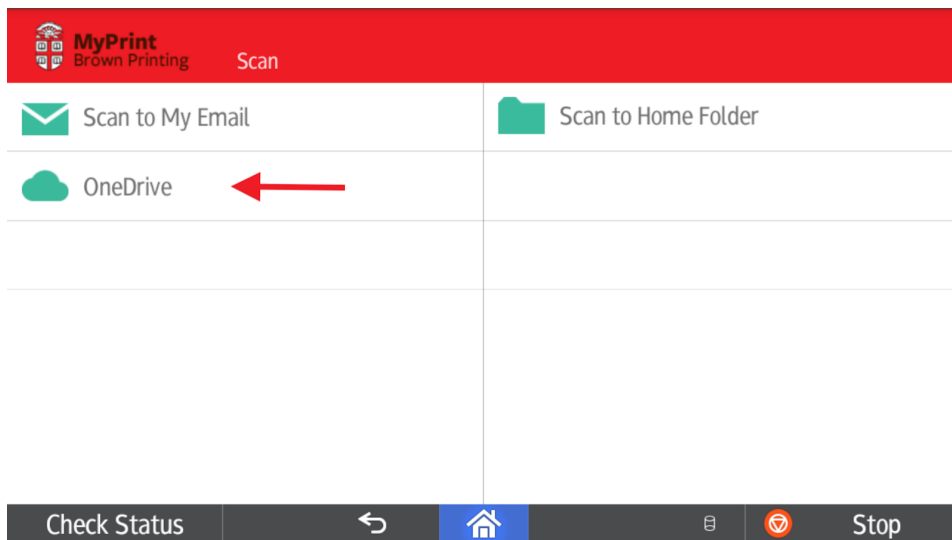 MyPrint
Brown Printing
Scan
Scan to My Email
Scan to Home Folder
OneDrive
Check Status
Stop